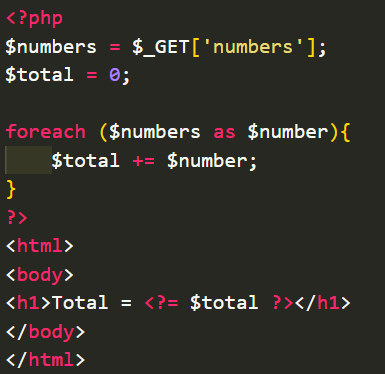 <?php
$numbers = $_GET['numbers'];
$total = 0;
foreach ($numbers as $number){
    $total += $number;
}
?>
<html>
<body>
<h1>Total = <?= $total ?></h1>
</body>
</html>